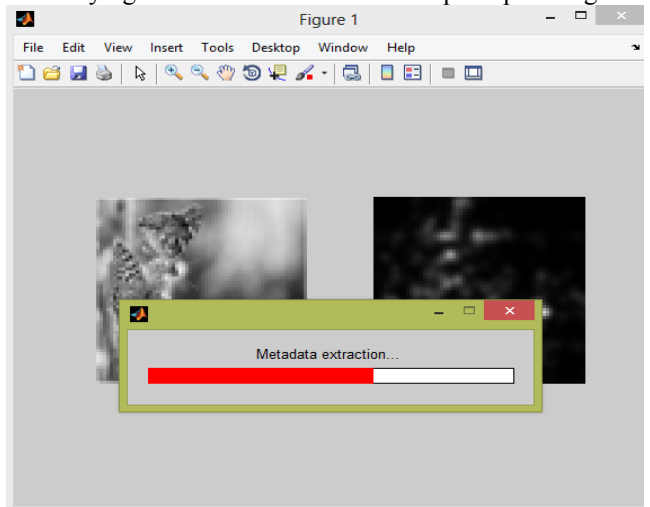 Figure 1
File Edit View Insert Tools Desktop Window Help
Metadata extraction...